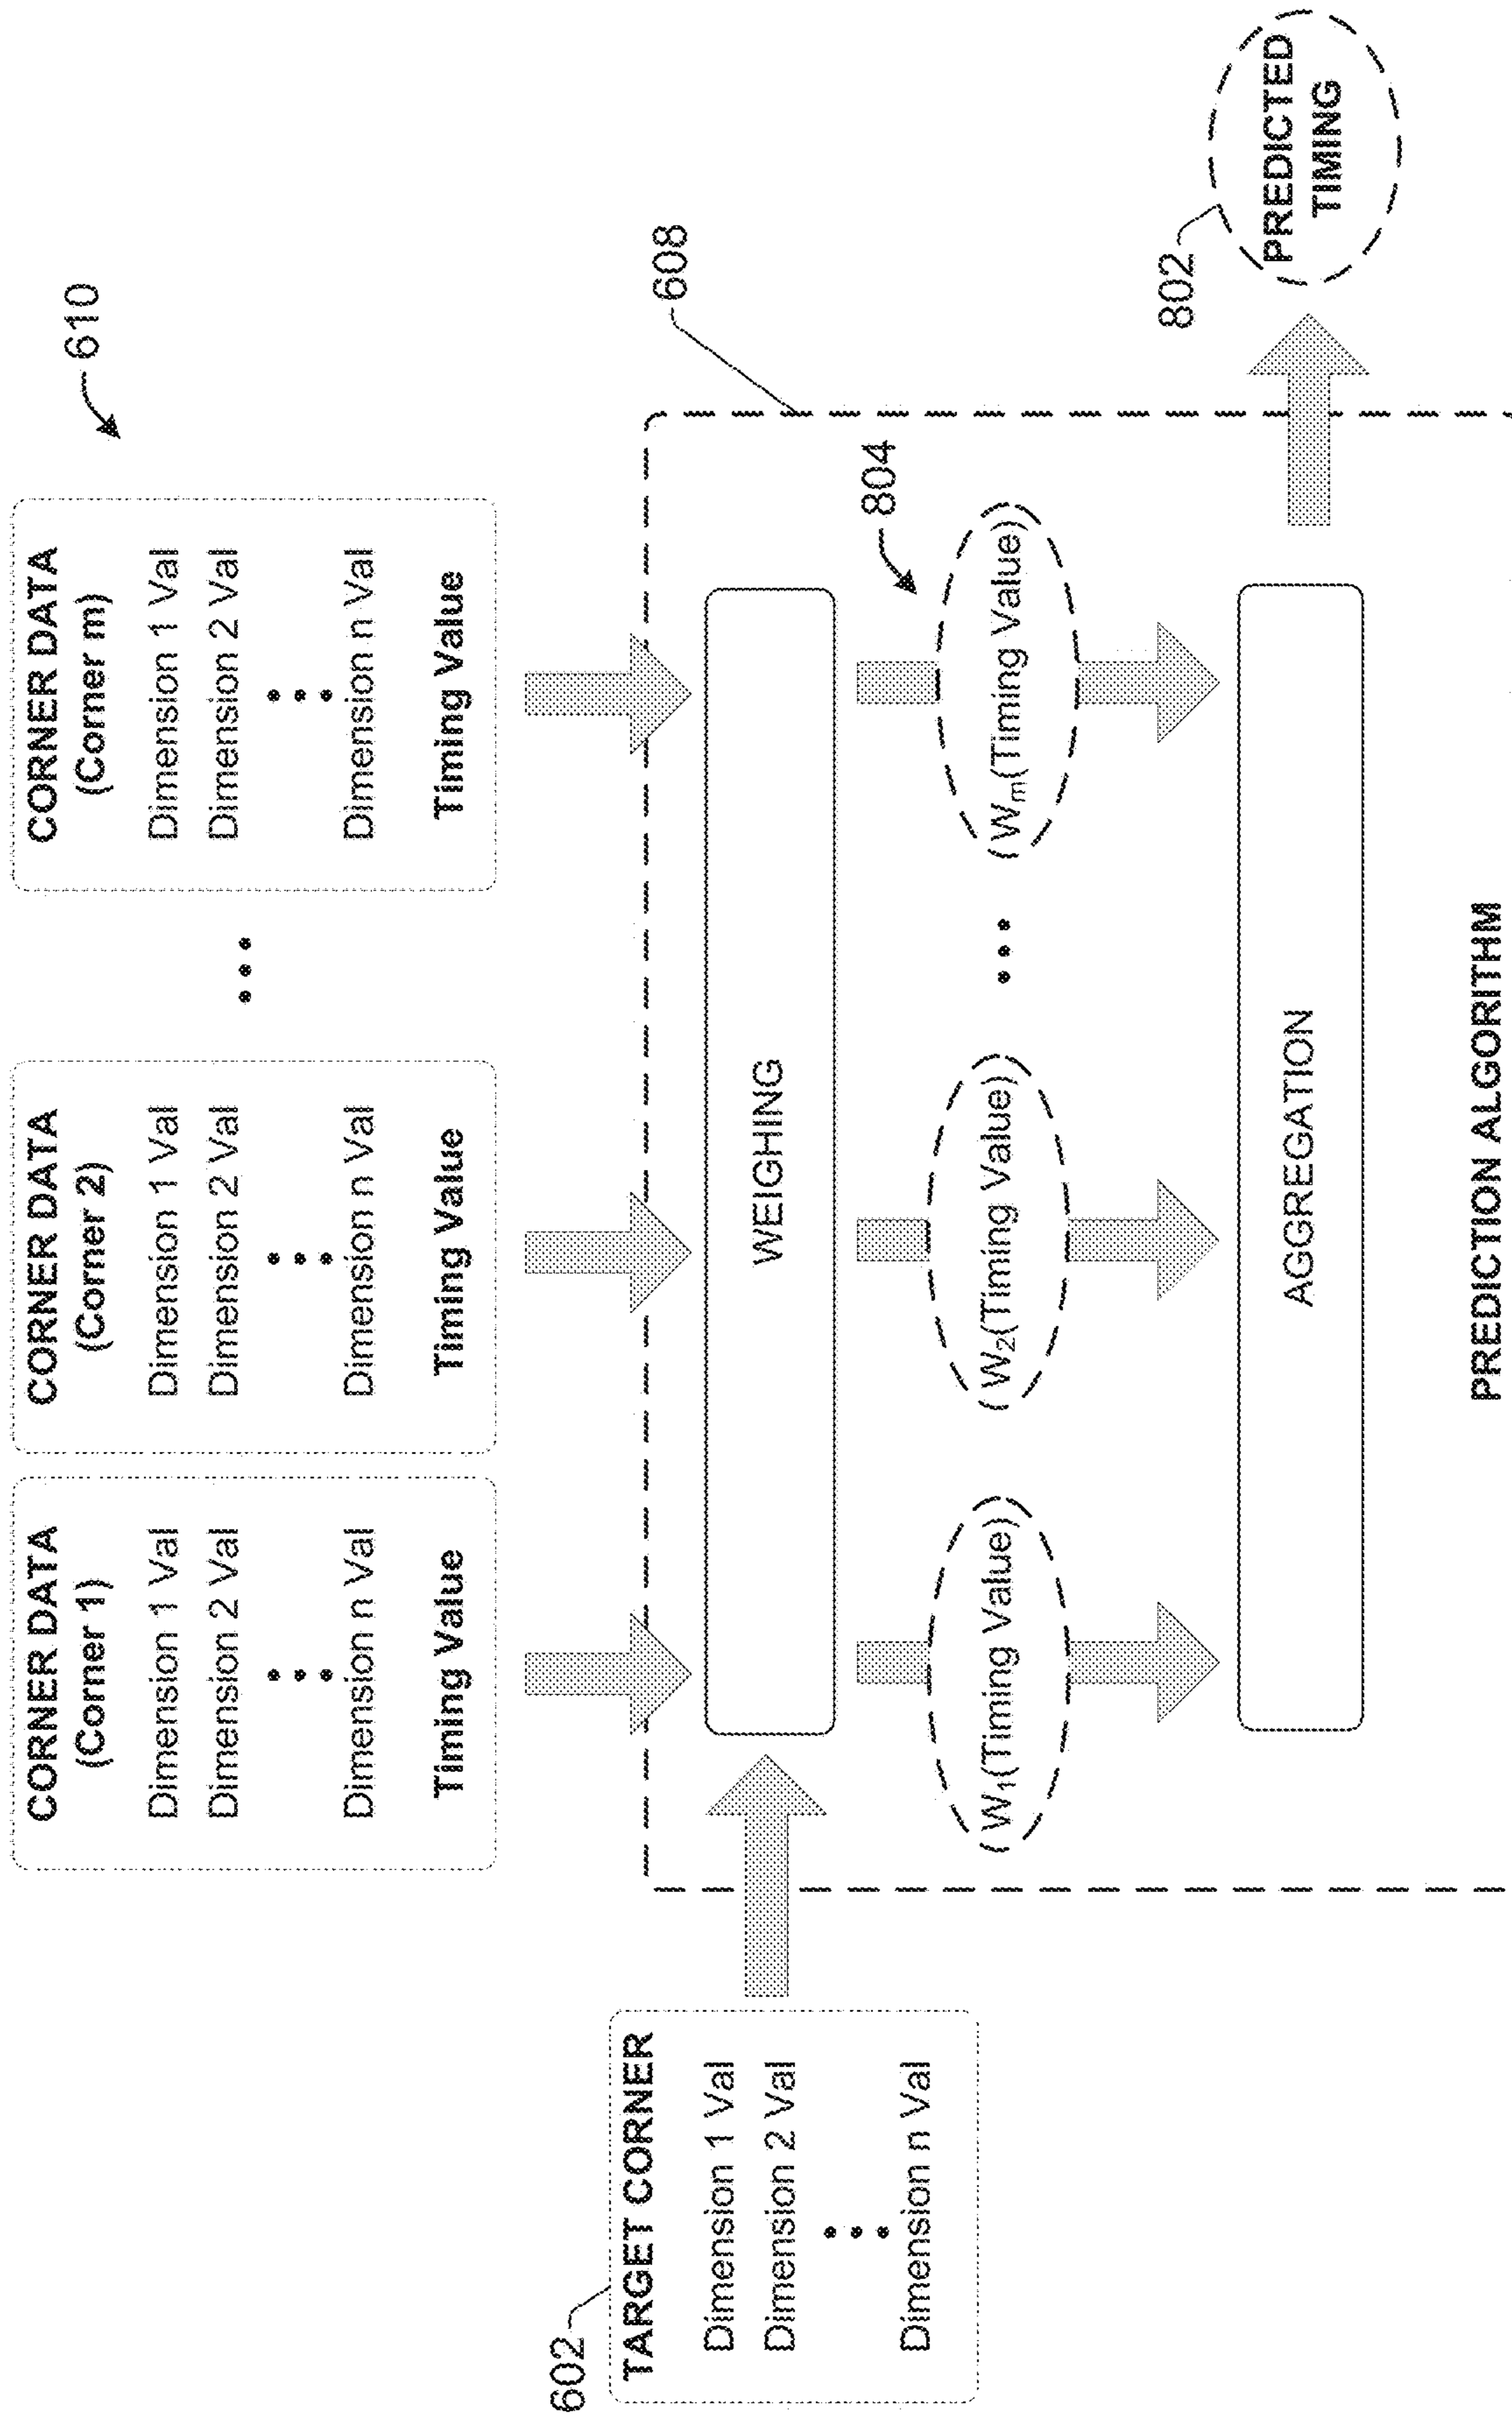 610
CORNER DATA
(Corner 1)
Dimension 1 Val
Dimension 2 Val
Dimension n Val
Timing Value
CORNER DATA
(Corner 2)
Dimension 1 Val
Dimension 2 Val
Dimension n Val
Timing Value
...
CORNER DATA
(Corner m)
Dimension 1 Val
Dimension 2 Val
Dimension n Val
Timing Value
602
TARGET CORNER
Dimension 1 Val
Dimension 2 Val
Dimension n Val
608
WEIGHING
804
(W1(Timing Value))
(W2(Timing Value))
...
(Wm(Timing Value))
AGGREGATION
802
PREDICTED
TIMING
PREDICTION ALGORITHM